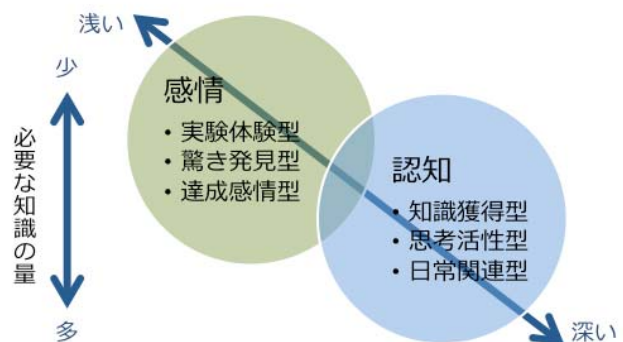 浅い
少
感情
• 実験体験型
• 驚き発見型
• 達成感情型
必要な知識の量
認知
• 知識獲得型
• 思考活性型
• 日常関連型
多
深い